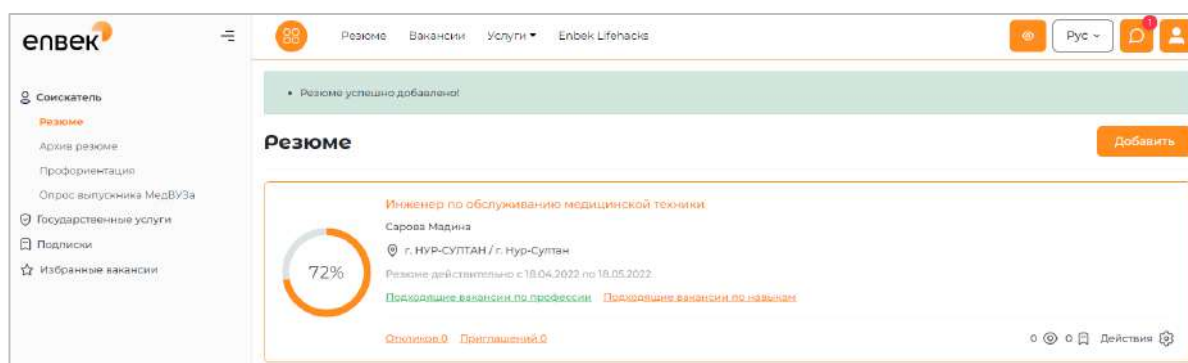 enbek
Резюме Вакансии Услуги Enbek Lifehacks
Рус
1
Соискатель
Резюме
Архив резюме
Профориентация
Опрос выпускника МедВУЗа
Государственные услуги
Подписки
Избранные вакансии
• Резюме успешно добавлено!
Резюме
Добавить
Инженер по обслуживанию медицинской техники
Сарова Мадина
г. НУР-СУЛТАН / г. Нур-Султан
72%
Резюме действительно с 18.04.2022 по 18.05.2022
Подходящие вакансии по профессии Подходящие вакансии по навыкам
Откликов 0 Приглашений 0
0 0 Действия